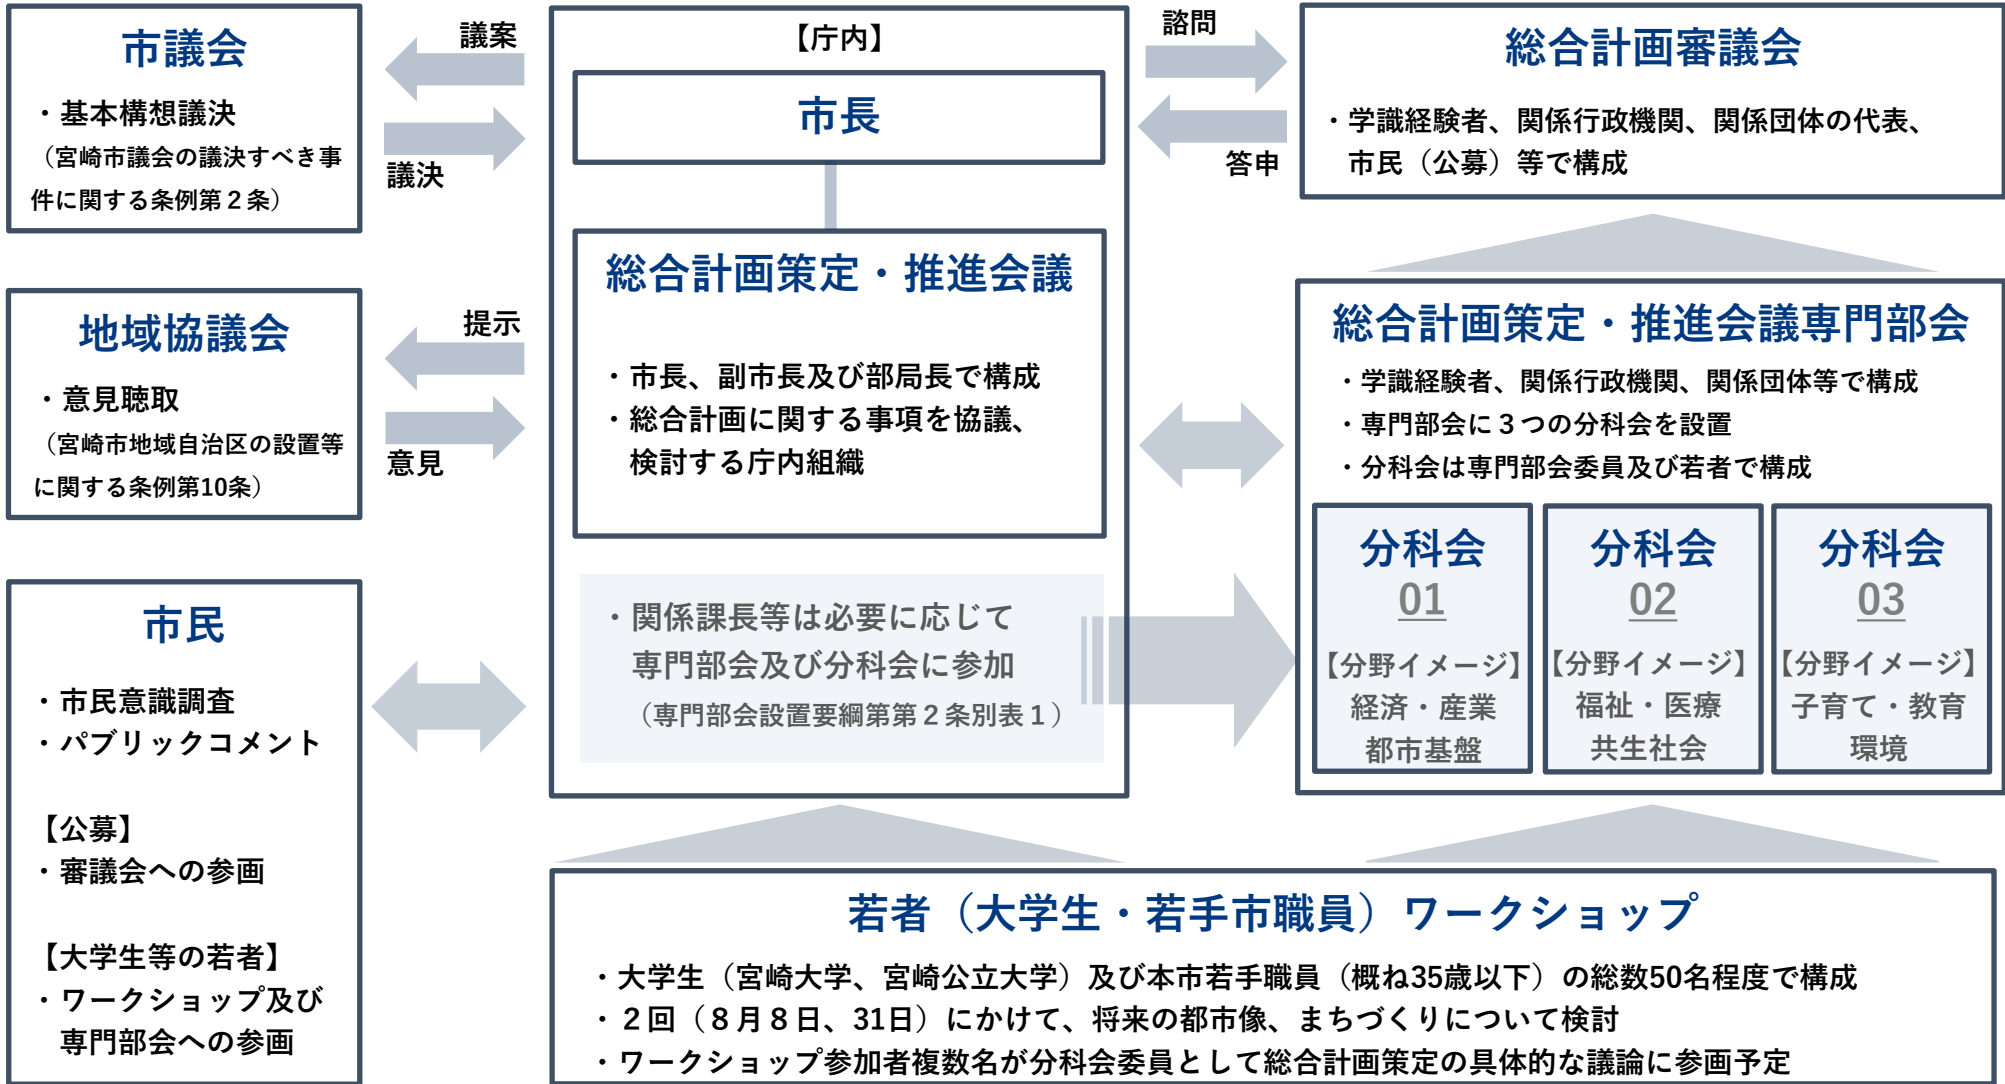 市議会
・基本構想議決
（宮崎市議会の議決すべき事
件に関する条例第２条）
議案
議決
地域協議会
・意見聴取
（宮崎市地域自治区の設置等
に関する条例第10条）
提示
意見
市民
・市民意識調査
・パブリックコメント
【公募】
・審議会への参画
【大学生等の若者】
・ワークショップ及び
専門部会への参画
【庁内】
市長
総合計画策定・推進会議
・市長、副市長及び部局長で構成
・総合計画に関する事項を協議、
検討する庁内組織
・関係課長等は必要に応じて
専門部会及び分科会に参加
（専門部会設置要綱第第２条別表１）
諮問
答申
総合計画審議会
・学識経験者、関係行政機関、関係団体の代表、
市民（公募）等で構成
総合計画策定・推進会議専門部会
・学識経験者、関係行政機関、関係団体等で構成
・専門部会に３つの分科会を設置
・分科会は専門部会委員及び若者で構成
分科会
01
【分野イメージ】
経済・産業
都市基盤
分科会
02
【分野イメージ】
福祉・医療
共生社会
分科会
03
【分野イメージ】
子育て・教育
環境
若者（大学生・若手市職員）ワークショップ
・大学生（宮崎大学、宮崎公立大学）及び本市若手職員（概ね35歳以下）の総数50名程度で構成
・２回（８月８日、31日）にかけて、将来の都市像、まちづくりについて検討
・ワークショップ参加者複数名が分科会委員として総合計画策定の具体的な議論に参画予定